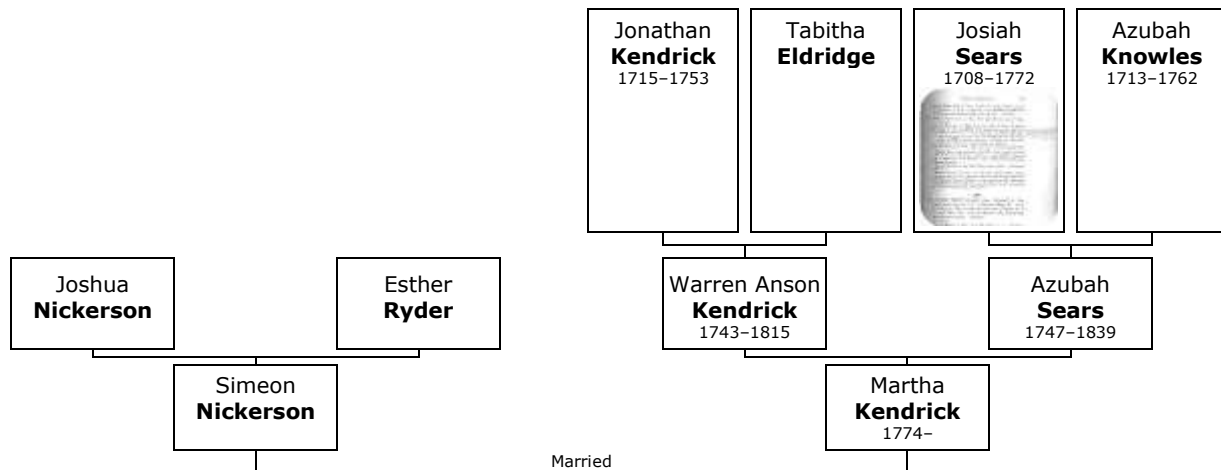 Jonathan
Kendrick
1715–1753
Tabitha
Eldridge
Josiah
Sears
1708–1772
Azubah
Knowles
1713–1762
Joshua
Nickerson
Esther
Ryder
Warren Anson
Kendrick
1743–1815
Azubah
Sears
1747–1839
Simeon
Nickerson
Martha
Kendrick
1774–
Married